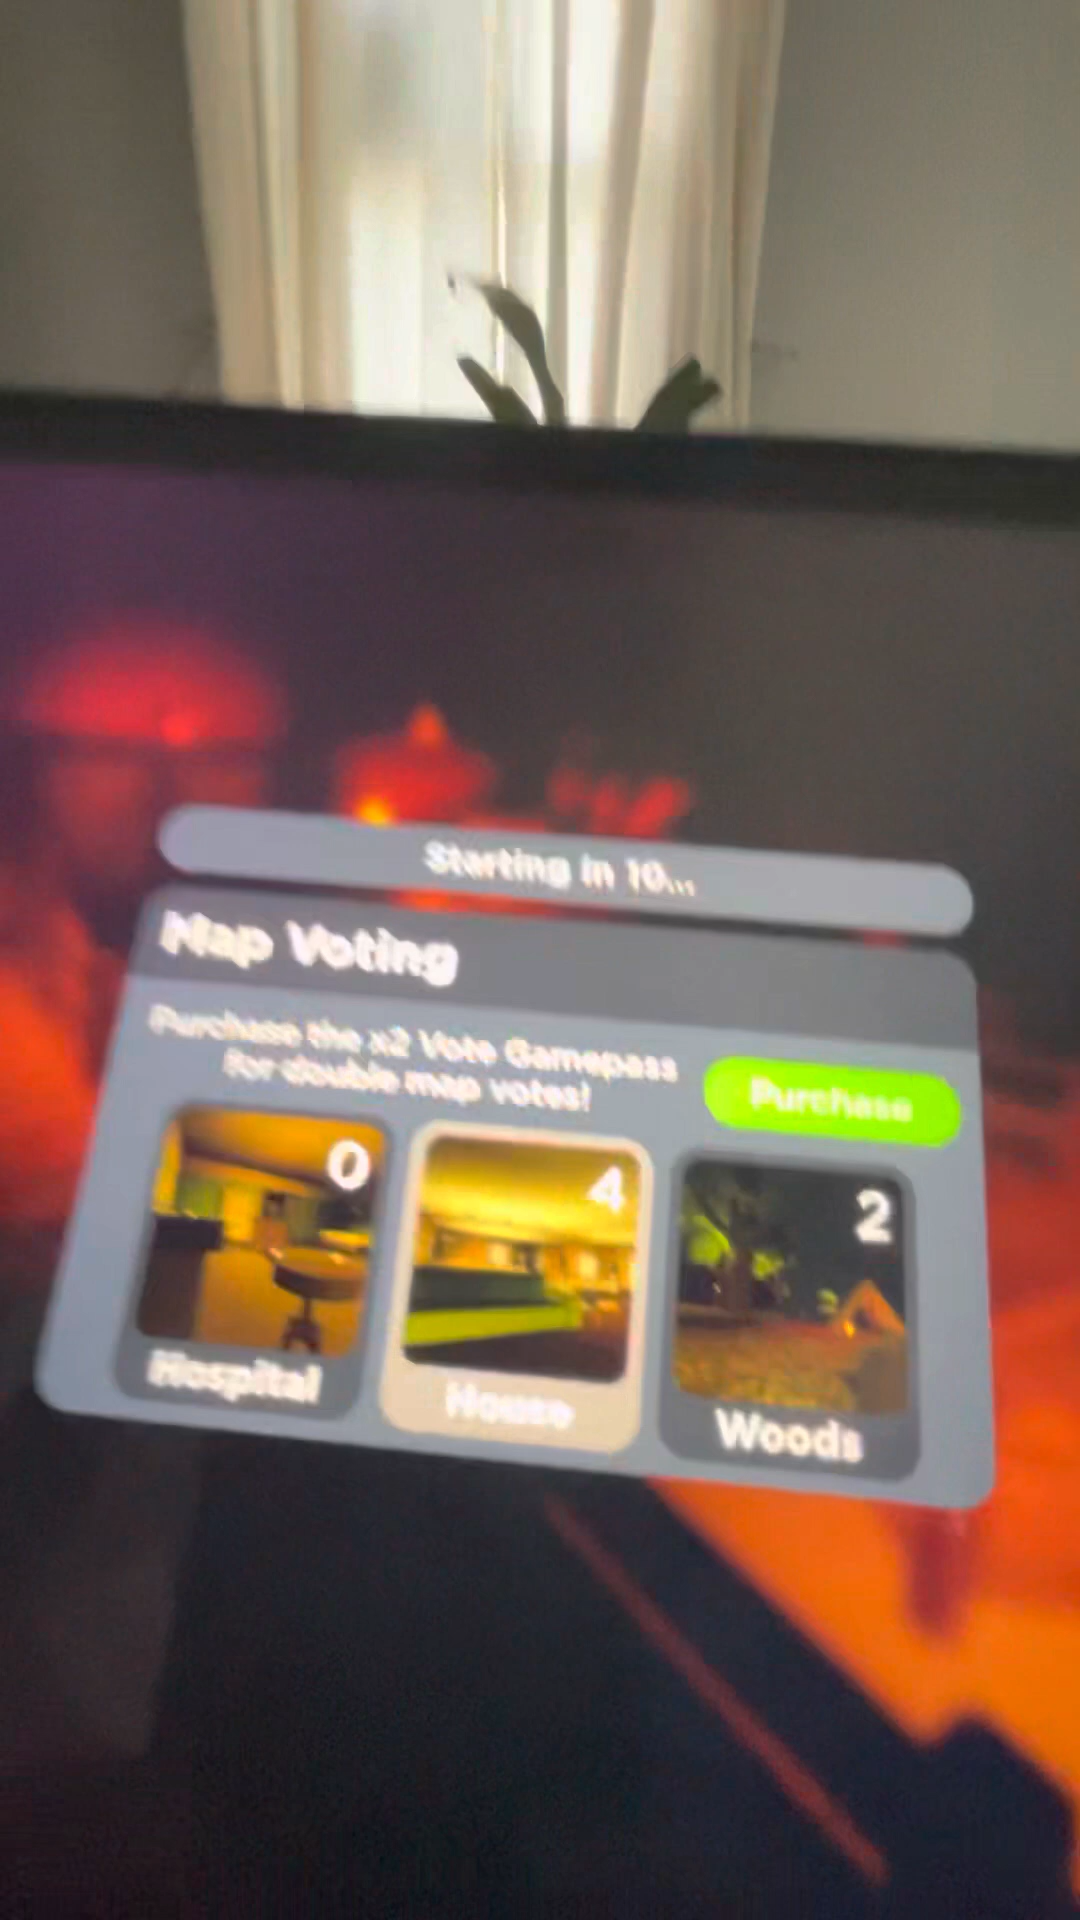 Starting in 10...
Map Voting
Purchase the x2 Vote Gamepass
for double map votes!
Purchase
0
4
2
Hospital
House
Woods